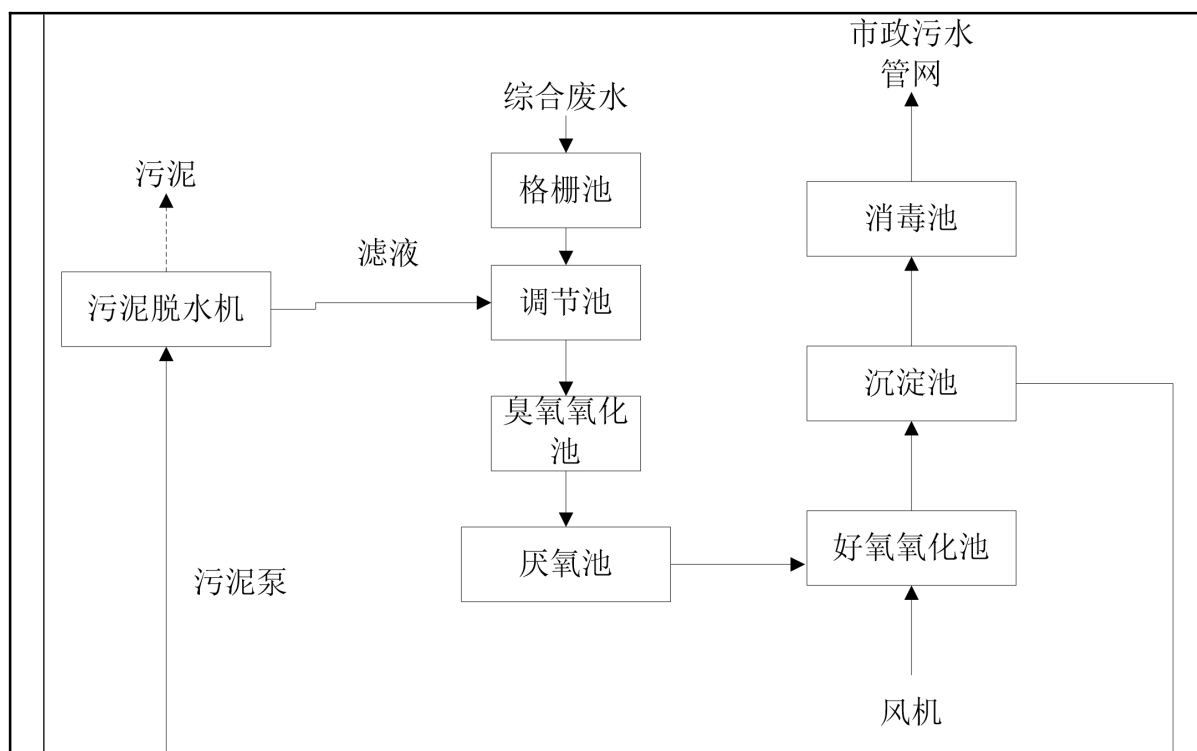 市政污水
管网
综合废水
格栅池
污泥
消毒池
滤液
污泥脱水机
调节池
沉淀池
臭氧氧化
池
好氧氧化池
厌氧池
污泥泵
风机